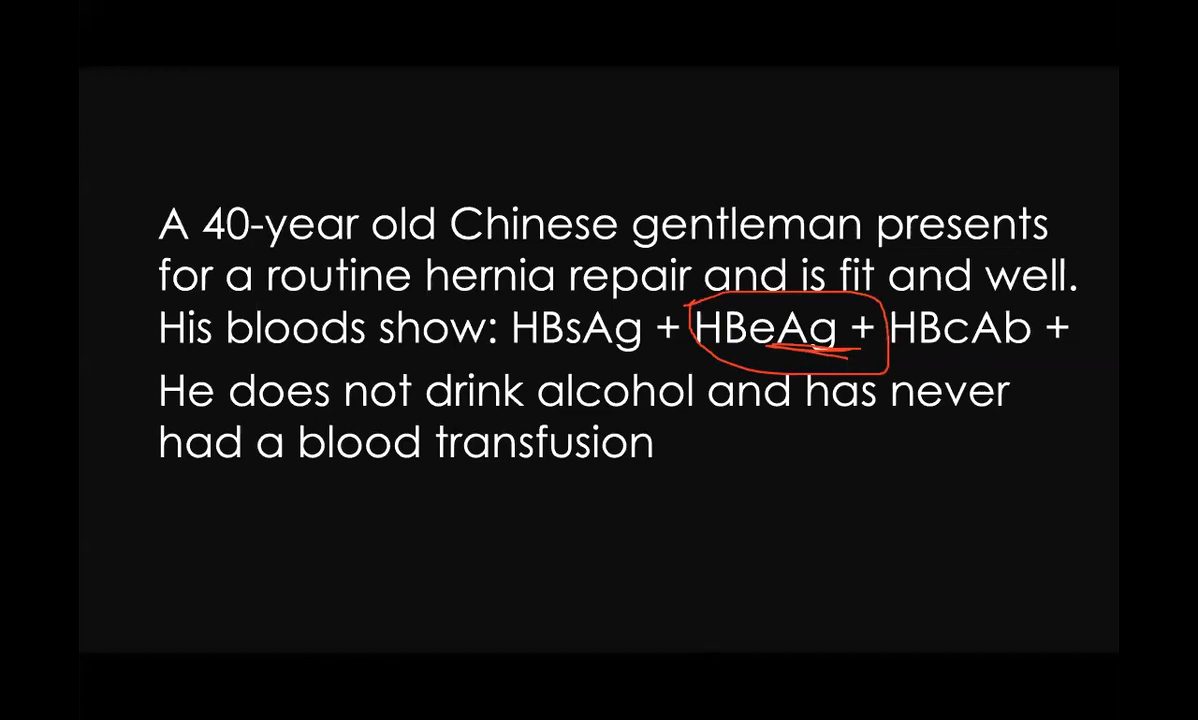 A 40-year old Chinese gentleman presents
for a routine hernia repair and is fit and well.
His bloods show: HBsAg + HBeAg + HBcAb +
He does not drink alcohol and has never
had a blood transfusion